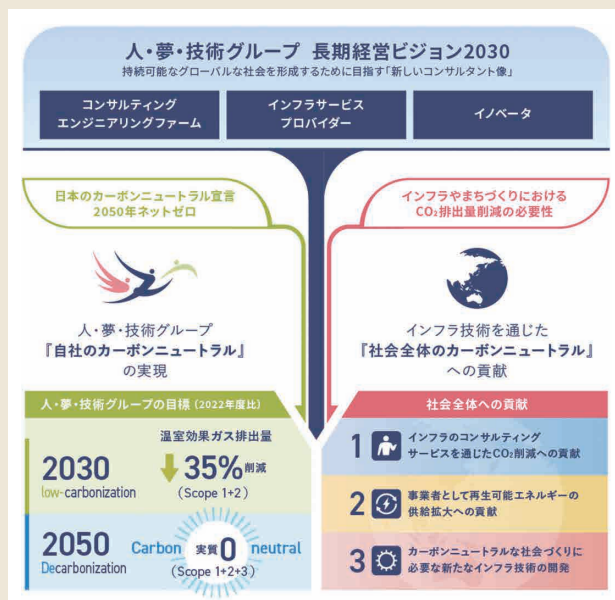 人・夢・技術グループ 長期経営ビジョン2030
持続可能なグローバルな社会を形成するために目指す「新しいコンサルタント像」
コンサルティング
エンジニアリングファーム
インフラサービス
プロバイダー
イノベータ
日本のカーボンニュートラル宣言
2050年ネットゼロ
インフラやまちづくりにおける
CO₂排出量削減の必要性
人・夢・技術グループ
『自社のカーボンニュートラル』
の実現
インフラ技術を通じた
『社会全体のカーボンニュートラル』
への貢献
人・夢・技術グループの目標(2022年度比)
温室効果ガス排出量
2030
low-carbonization
35%削減
(Scope 1+2)
2050
Decarbonization
Carbon 実質0 neutral
(Scope 1+2+3)
社会全体への貢献
1 インフラのコンサルティング
サービスを通じたCO₂削減への貢献
2 事業者として再生可能エネルギーの
供給拡大への貢献
3 カーボンニュートラルな社会づくりに
必要な新たなインフラ技術の開発